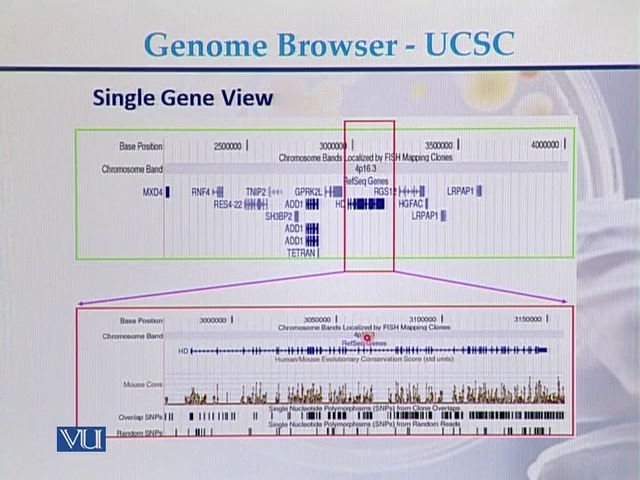 Genome Browser - UCSC
Single Gene View
Base Position 2500000 3000000 3500000 4000000
Chromosome Bands Localized by FISH Mapping Clones
Chromosome Band 4p16.3
RefSeq Genes
MXD4 RNF4 TNIP2 GPRK2L RGS12 LRPAP1
RES4-22 ADD1 HD HGFAC
SH3BP2 LRPAP1
ADD1
ADD1
TETRAN
Base Position 3000000 3050000 3100000 3150000
Chromosome Bands Localized by FISH Mapping Clones
Chromosome Band
RefSeq Genes
HD
Human/Mouse Evolutionary Conservation Score (std units)
Mouse Cons
Single Nucleotide Polymorphisms (SNPs) from Clone Overlaps
Overlap SNPs
Single Nucleotide Polymorphisms (SNPs) from Random Reads
Random SNPs
VU